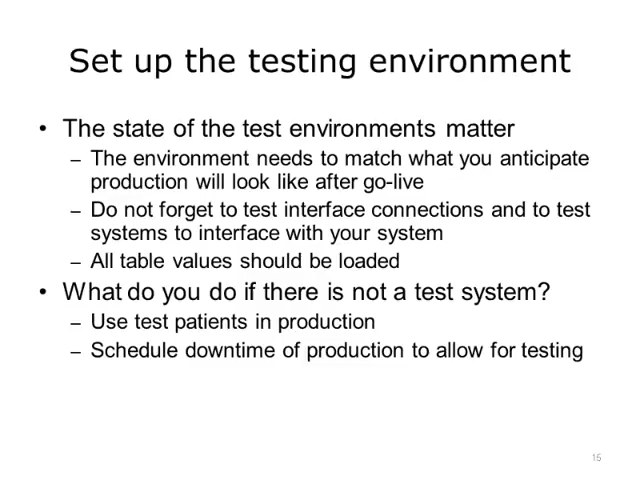 Set up the testing environment
• The state of the test environments matter
– The environment needs to match what you anticipate
production will look like after go-live
– Do not forget to test interface connections and to test
systems to interface with your system
– All table values should be loaded
• What do you do if there is not a test system?
– Use test patients in production
– Schedule downtime of production to allow for testing
15